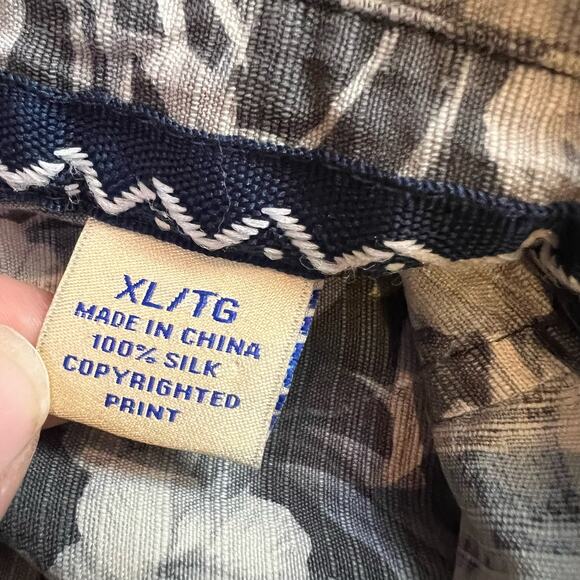 XL/TG
MADE IN CHINA
100% SILK
COPYRIGHTED
PRINT